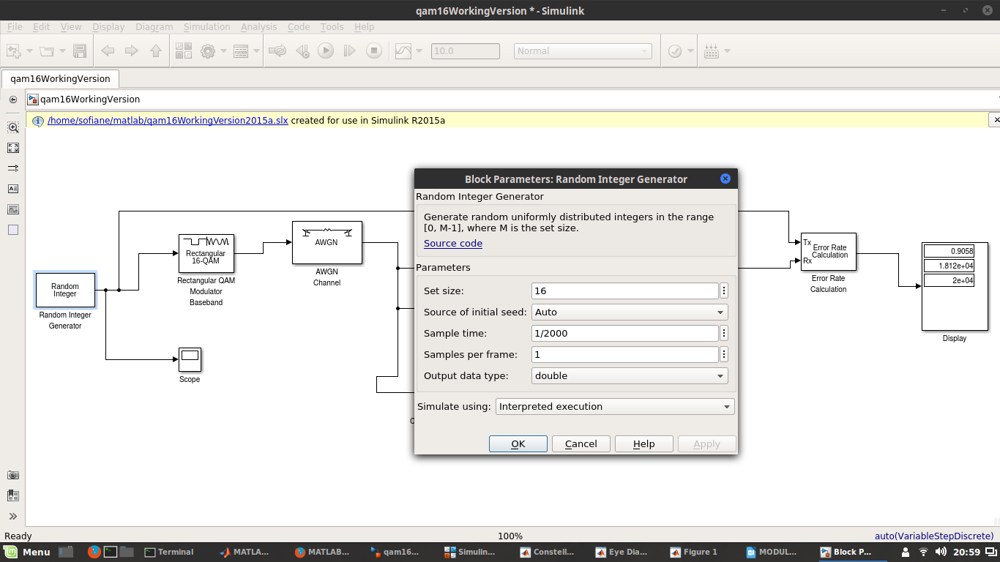 qam16WorkingVersion * - Simulink
File Edit View Display Diagram Simulation Analysis Code Tools Help
10.0 Normal
qam16WorkingVersion
qam16WorkingVersion
/home/sofiane/matlab/qam16WorkingVersion2015a.slx created for use in Simulink R2015a
Random
Integer
Random Integer
Generator
Rectangular
16-QAM
Rectangular QAM
Modulator
Baseband
Scope
AWGN
AWGN
Channel
Block Parameters: Random Integer Generator
Random Integer Generator
Generate random uniformly distributed integers in the range
[0, M-1], where M is the set size.
Source code
Parameters
Set size: 16
Source of initial seed: Auto
Sample time: 1/2000
Samples per frame: 1
Output data type: double
Simulate using: Interpreted execution
OK Cancel Help Apply
Tx
Rx
Error Rate
Calculation
Error Rate
Calculation
0.9058
1.812e+04
2e+04
Display
Ready 100% auto(VariableStepDiscrete)
Menu Terminal MATLA... MATLAB... qam16... Simulin... Constell... Eye Dia... Figure 1 MODUL... Block P... 20:59